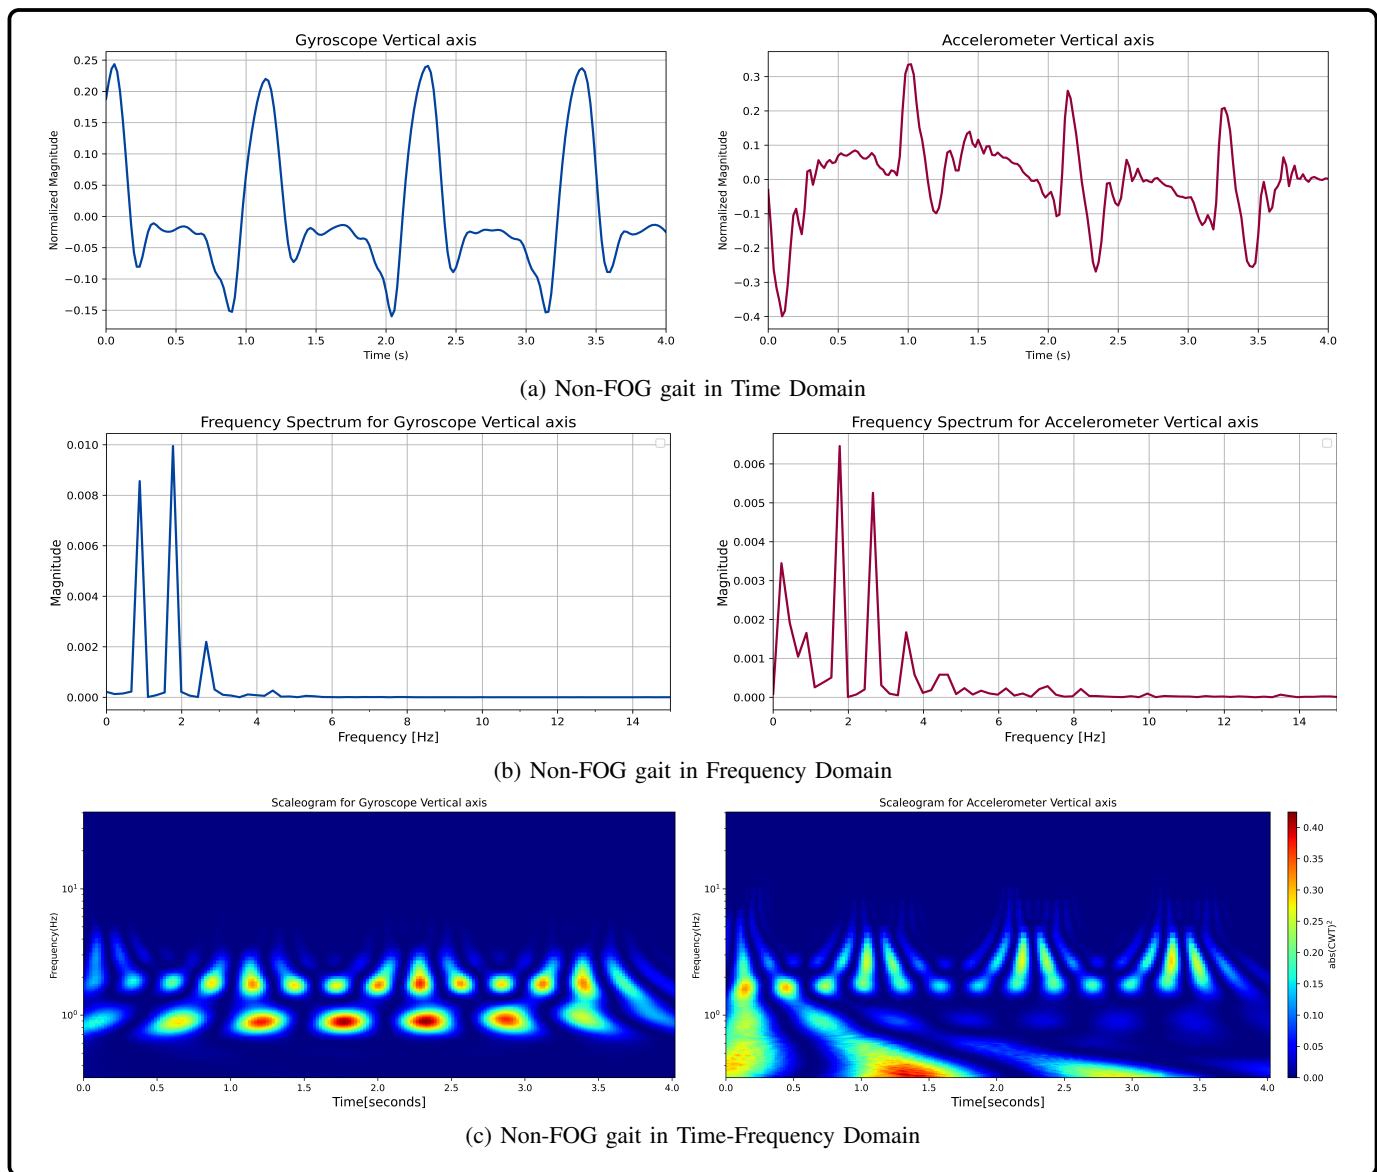 Gyroscope Vertical axis
Normalized Magnitude
0.25
0.20
0.15
0.10
0.05
0.00
−0.05
−0.10
−0.15
0.0 0.5 1.0 1.5 2.0 2.5 3.0 3.5 4.0
Time (s)
Accelerometer Vertical axis
Normalized Magnitude
0.3
0.2
0.1
0.0
−0.1
−0.2
−0.3
−0.4
0.0 0.5 1.0 1.5 2.0 2.5 3.0 3.5 4.0
Time (s)
(a) Non-FOG gait in Time Domain
Frequency Spectrum for Gyroscope Vertical axis
Magnitude
0.010
0.008
0.006
0.004
0.002
0.000
0 2 4 6 8 10 12 14
Frequency [Hz]
Frequency Spectrum for Accelerometer Vertical axis
Magnitude
0.006
0.005
0.004
0.003
0.002
0.001
0.000
0 2 4 6 8 10 12 14
Frequency [Hz]
(b) Non-FOG gait in Frequency Domain
Scaleogram for Gyroscope Vertical axis
Frequency(Hz)
10¹
10⁰
0.0 0.5 1.0 1.5 2.0 2.5 3.0 3.5 4.0
Time[seconds]
Scaleogram for Accelerometer Vertical axis
Frequency(Hz)
10¹
10⁰
0.0 0.5 1.0 1.5 2.0 2.5 3.0 3.5 4.0
Time[seconds]
0.40
0.35
0.30
0.25
0.20
0.15
0.10
0.05
0.00
abs(CWT)²
(c) Non-FOG gait in Time-Frequency Domain